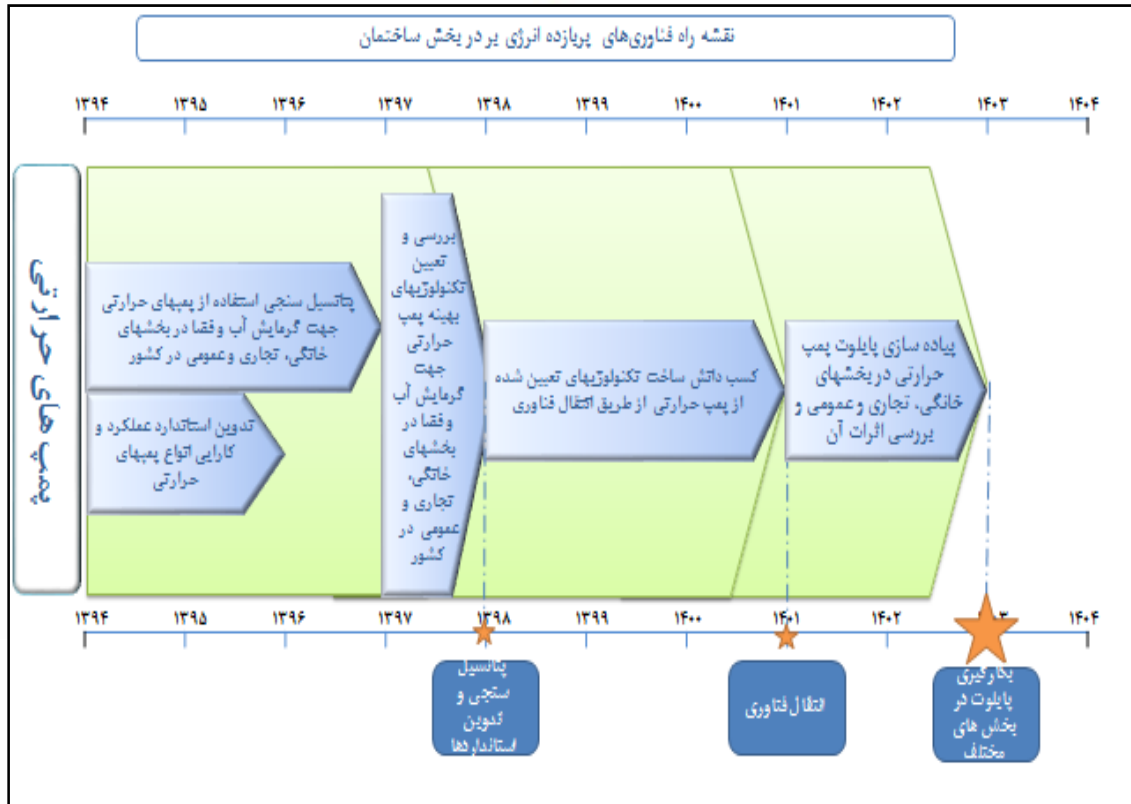 نقشه راه فناوری‌های پربازده انرژی بر در بخش ساختمان
۱۳۹۴ ۱۳۹۵ ۱۳۹۶ ۱۳۹۷ ۱۳۹۸ ۱۳۹۹ ۱۴۰۰ ۱۴۰۱ ۱۴۰۲ ۱۴۰۳ ۱۴۰۴
پمپ‌های حرارتی
پتانسیل سنجی استفاده از پمپهای حرارتی
جهت گرمایش آب و فضا در بخشهای
خانگی، تجاری و عمومی در کشور
تدوین استاندارد عملکرد و
کارایی انواع پمپهای
حرارتی
بررسی و
تعیین
تکنولوژیهای
بهینه پمپ
حرارتی
جهت
گرمایش آب
و فضا در
بخشهای
خانگی،
تجاری و
عمومی در
کشور
کسب دانش ساخت تکنولوژیهای تعیین شده
از پمپ حرارتی از طریق انتقال فناوری
پیاده سازی پایلوت پمپ
حرارتی در بخشهای
خانگی، تجاری و عمومی و
بررسی اثرات آن
۱۳۹۴ ۱۳۹۵ ۱۳۹۶ ۱۳۹۷ ۱۳۹۸ ۱۳۹۹ ۱۴۰۰ ۱۴۰۱ ۱۴۰۲ ۱۴۰۳ ۱۴۰۴
پتانسیل
سنجی و
تدوین
استانداردها
انتقال فناوری
بکارگیری
پایلوت در
بخش های
مختلف